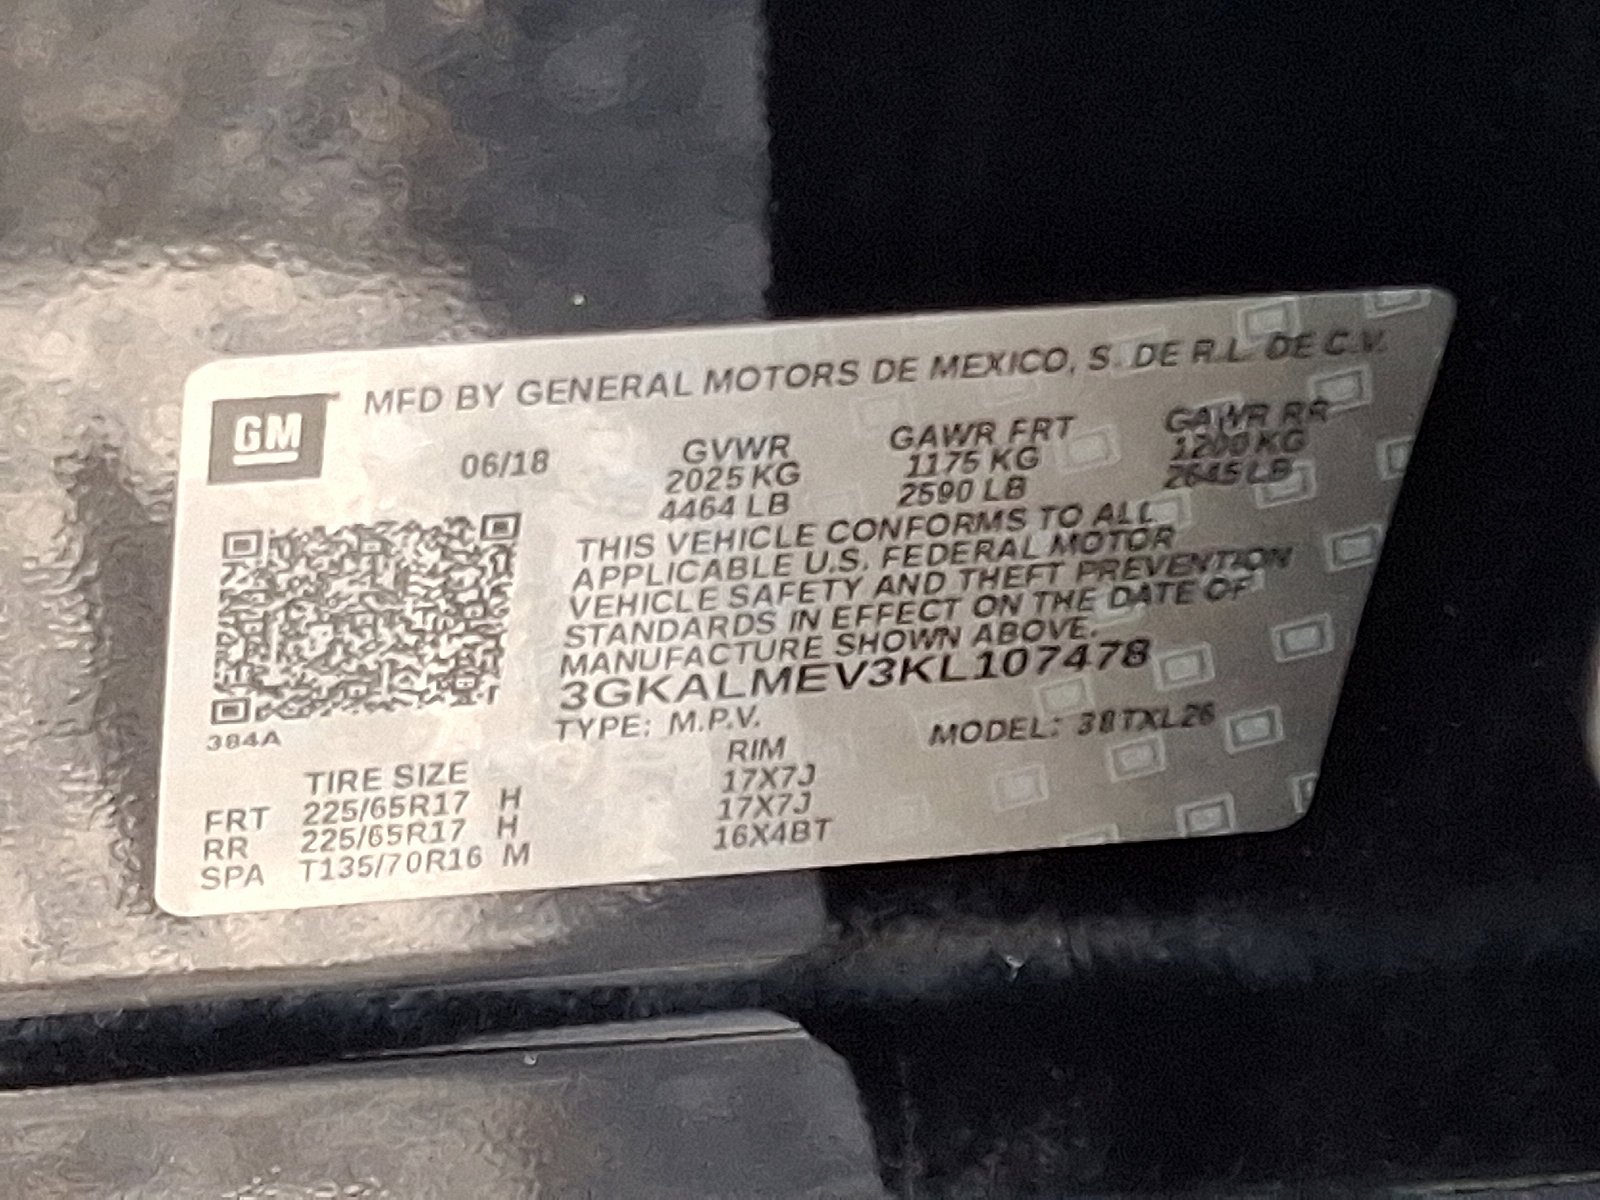 GM
MFD BY GENERAL MOTORS DE MEXICO, S. DE R.L. DE C.V.
06/18 GVWR GAWR FRT GAWR RR
2025 KG 1175 KG 1200 KG
4464 LB 2590 LB 2645 LB
THIS VEHICLE CONFORMS TO ALL
APPLICABLE U.S. FEDERAL MOTOR
VEHICLE SAFETY AND THEFT PREVENTION
STANDARDS IN EFFECT ON THE DATE OF
MANUFACTURE SHOWN ABOVE.
3GKALMEV3KL107478
384A
TYPE: M.P.V. MODEL: 38TXL26
TIRE SIZE RIM
FRT 225/65R17 H 17X7J
RR 225/65R17 H 17X7J
SPA T135/70R16 M 16X4BT